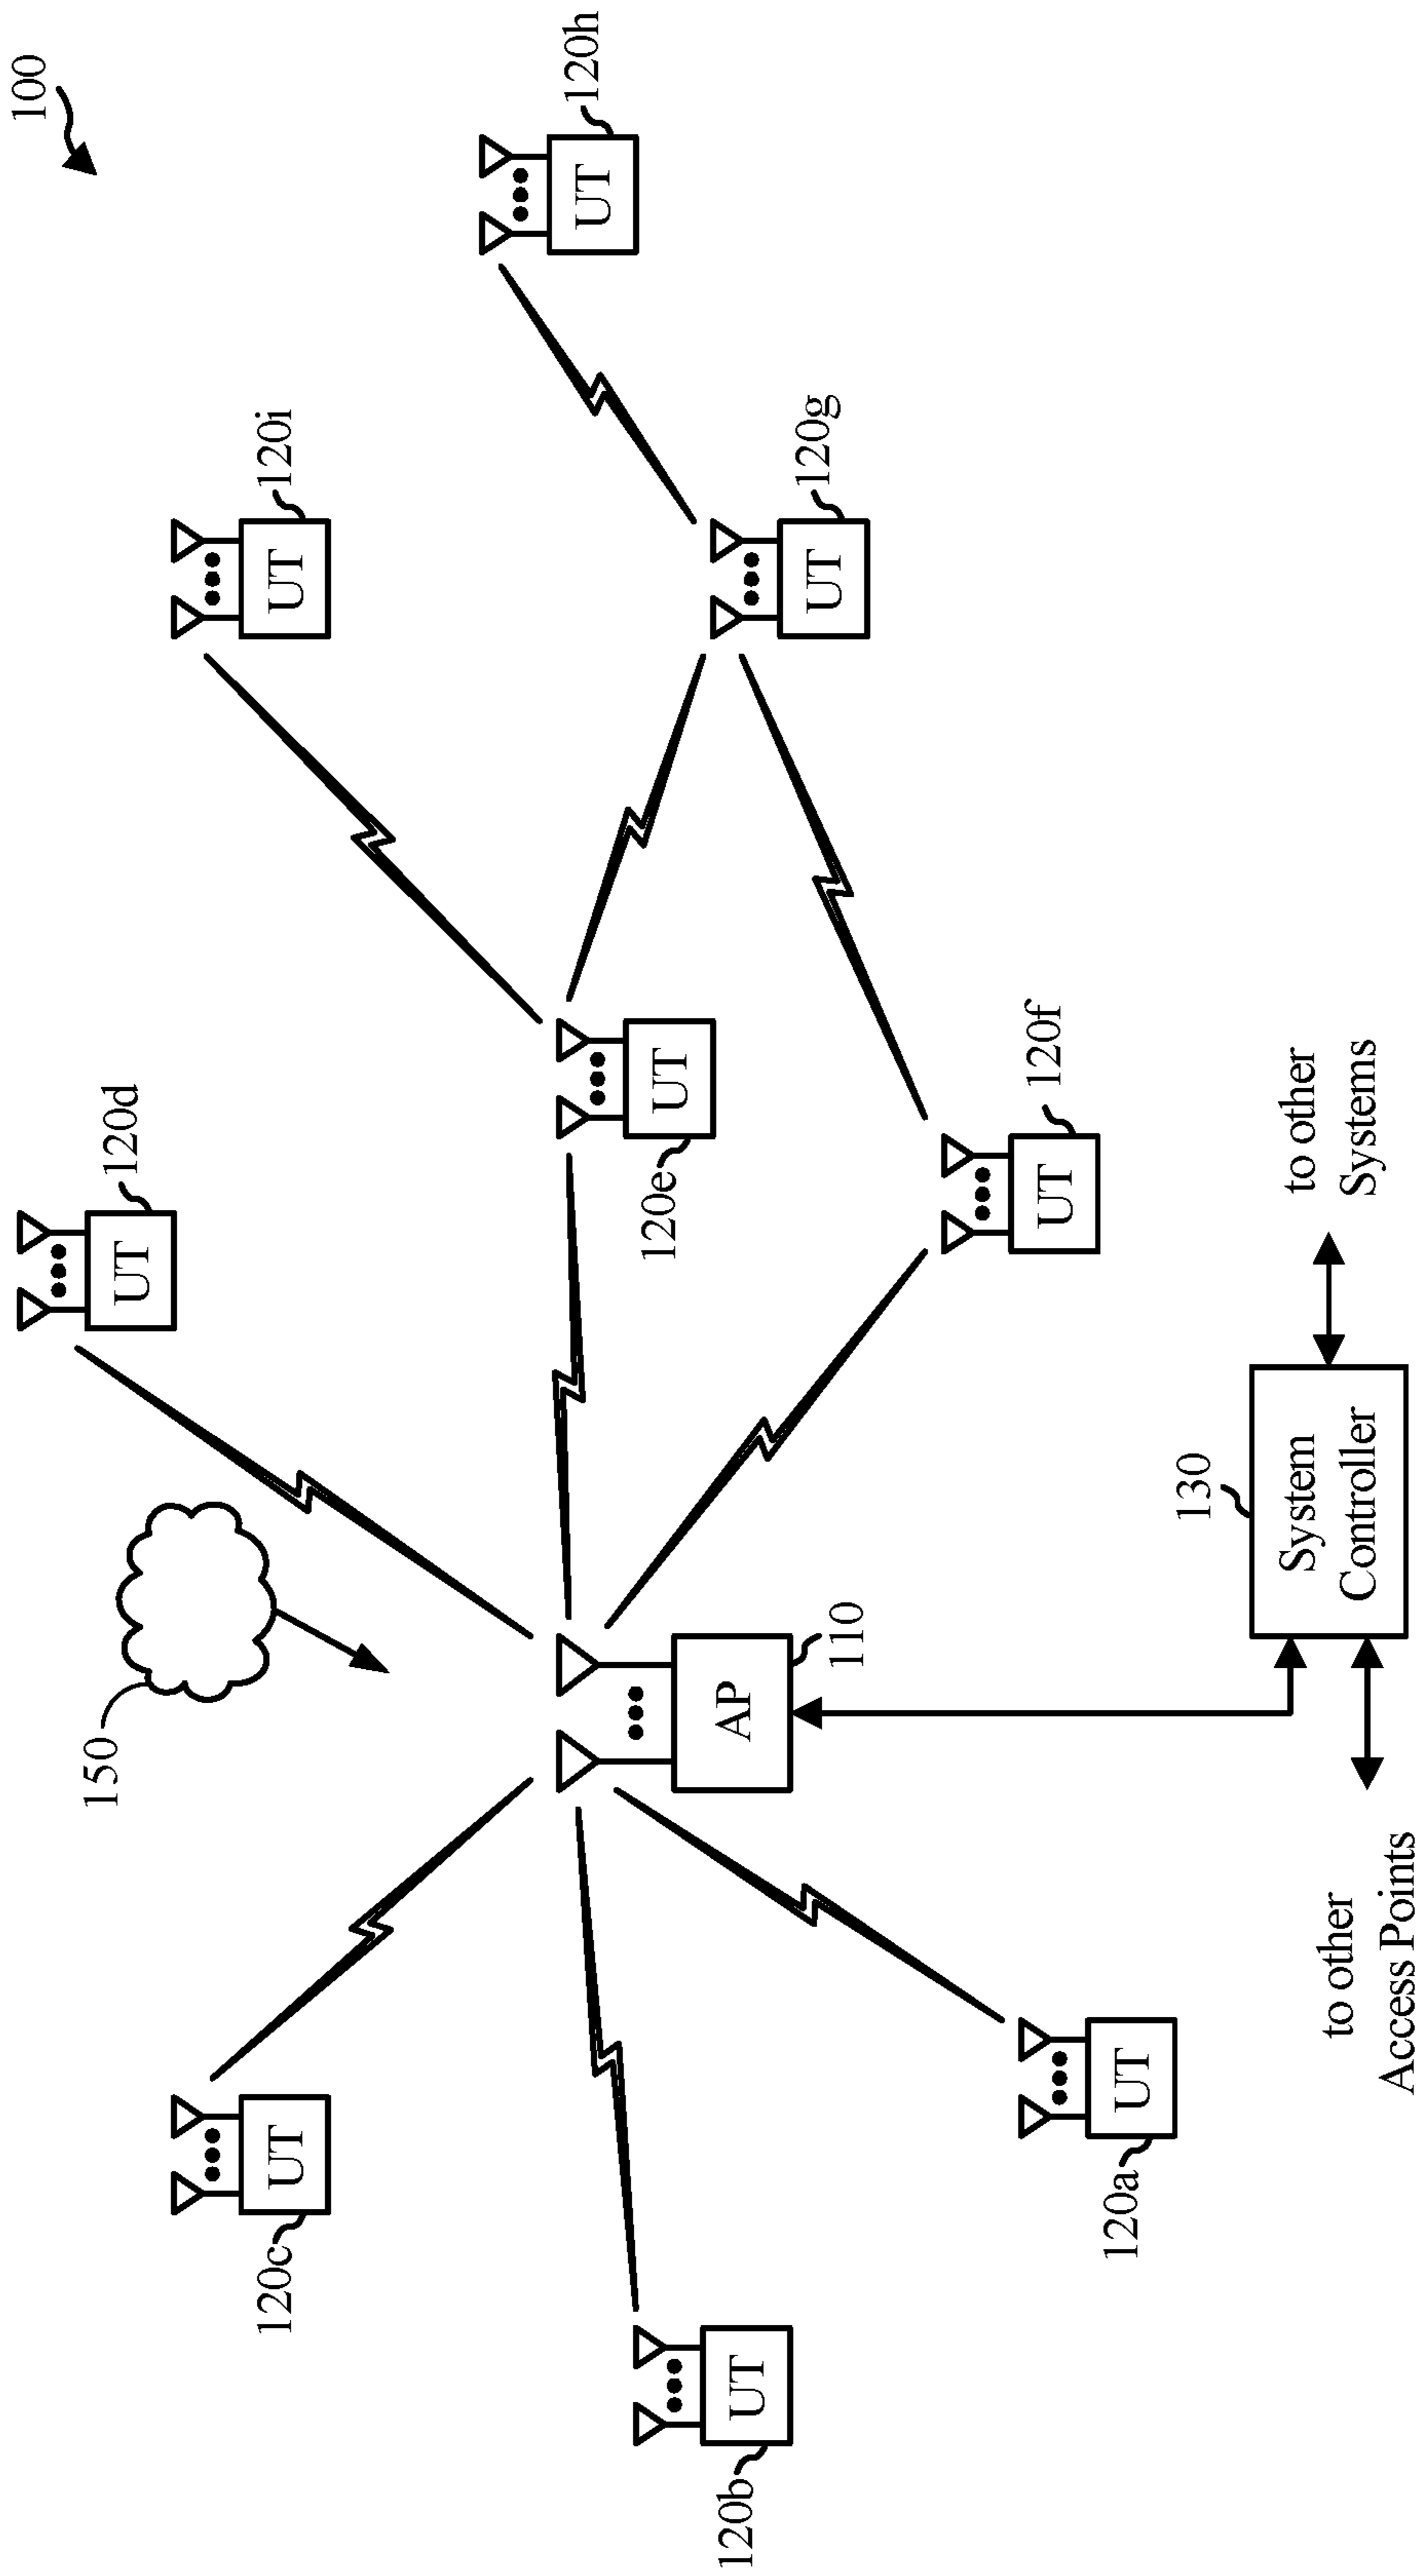 100
120d
UT
150
120i
UT
120c
UT
120h
UT
120e
UT
120b
UT
AP
110
120g
UT
120f
UT
120a
UT
130
System
Controller
to other
Systems
to other
Access Points